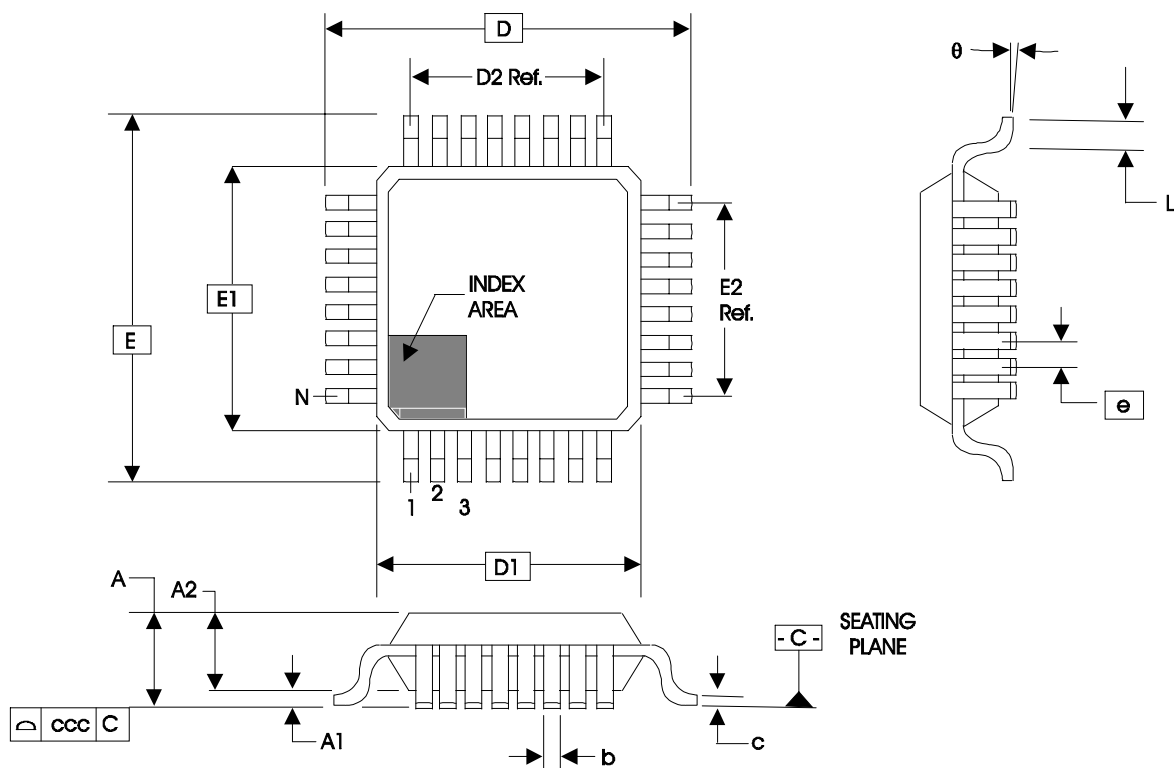 D
D2 Ref.
θ
L
E1
E
INDEX
AREA
E2
Ref.
N
e
1
2
3
D1
A
A2
- C -
SEATING
PLANE
ccc C
A1
b
c